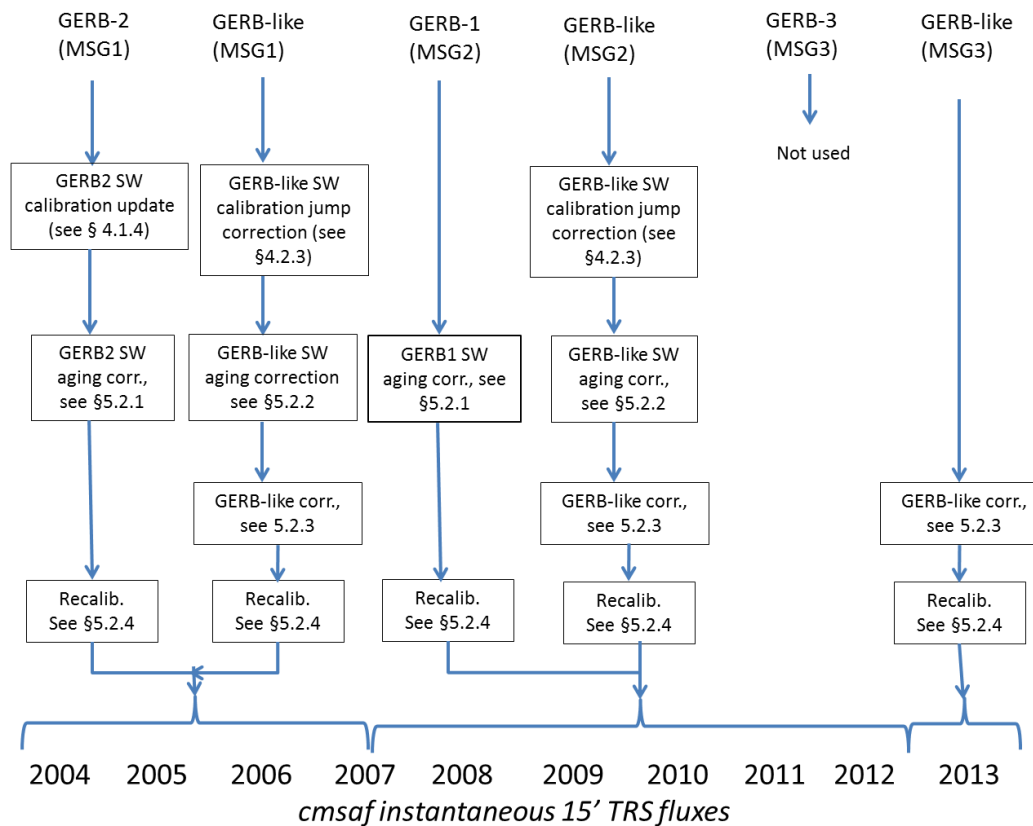 GERB-2
(MSG1)
GERB-like
(MSG1)
GERB-1
(MSG2)
GERB-like
(MSG2)
GERB-3
(MSG3)
GERB-like
(MSG3)
Not used
GERB2 SW
calibration update
(see § 4.1.4)
GERB-like SW
calibration jump
correction (see
§4.2.3)
GERB-like SW
calibration jump
correction (see
§4.2.3)
GERB2 SW
aging corr.,
see §5.2.1
GERB-like SW
aging correction
see §5.2.2
GERB1 SW
aging corr., see
§5.2.1
GERB-like SW
aging corr.,
see §5.2.2
GERB-like corr.,
see 5.2.3
GERB-like corr.,
see 5.2.3
GERB-like corr.,
see 5.2.3
Recalib.
See §5.2.4
Recalib.
See §5.2.4
Recalib.
See §5.2.4
Recalib.
See §5.2.4
Recalib.
See §5.2.4
2004 2005 2006 2007 2008 2009 2010 2011 2012 2013
cmsaf instantaneous 15’ TRS fluxes